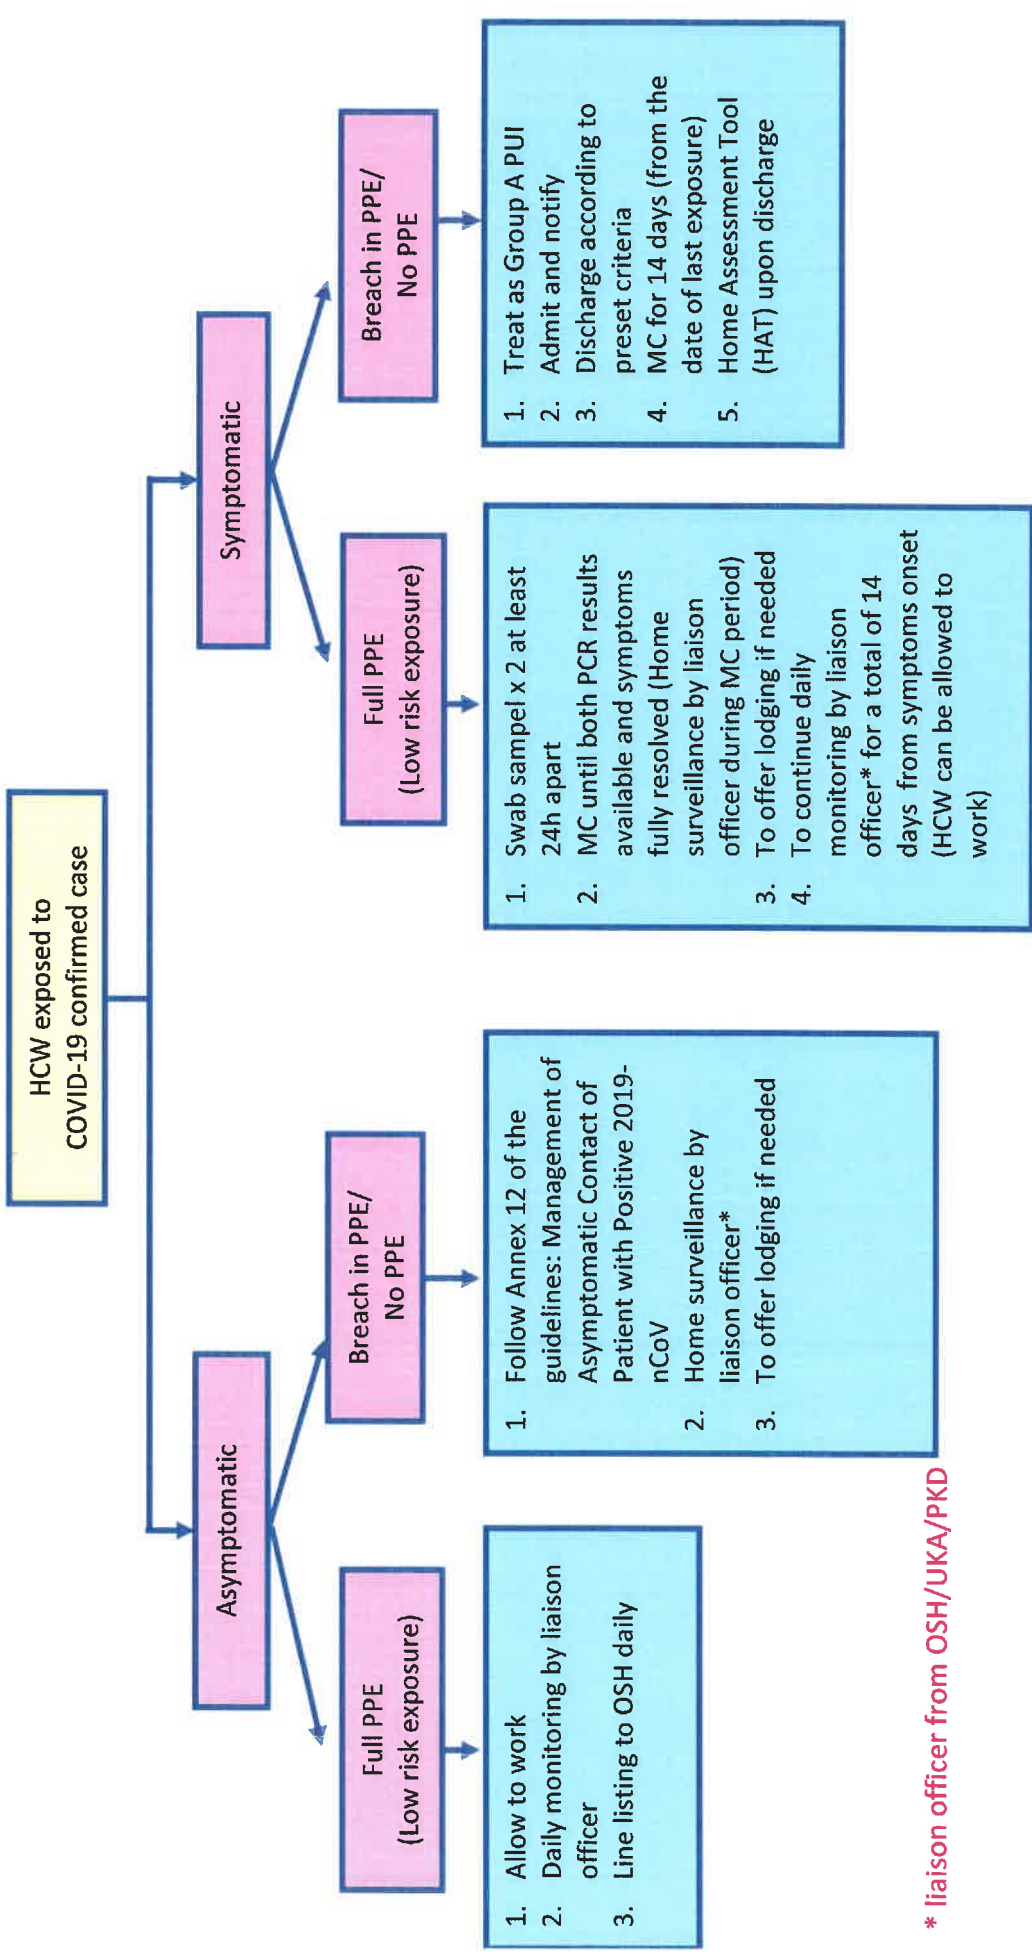 HCW exposed to
COVID-19 confirmed case
Asymptomatic
Full PPE
(Low risk exposure)
1. Allow to work
2. Daily monitoring by liaison
officer
3. Line listing to OSH daily
Breach in PPE/
No PPE
1. Follow Annex 12 of the
guidelines: Management of
Asymptomatic Contact of
Patient with Positive 2019-
nCoV
2. Home surveillance by
liaison officer*
3. To offer lodging if needed
Symptomatic
Full PPE
(Low risk exposure)
1. Swab sampel x 2 at least
24h apart
2. MC until both PCR results
available and symptoms
fully resolved (Home
surveillance by liaison
officer during MC period)
3. To offer lodging if needed
4. To continue daily
monitoring by liaison
officer* for a total of 14
days from symptoms onset
(HCW can be allowed to
work)
Breach in PPE/
No PPE
1. Treat as Group A PUI
2. Admit and notify
3. Discharge according to
preset criteria
4. MC for 14 days (from the
date of last exposure)
5. Home Assessment Tool
(HAT) upon discharge
* liaison officer from OSH/UKA/PKD